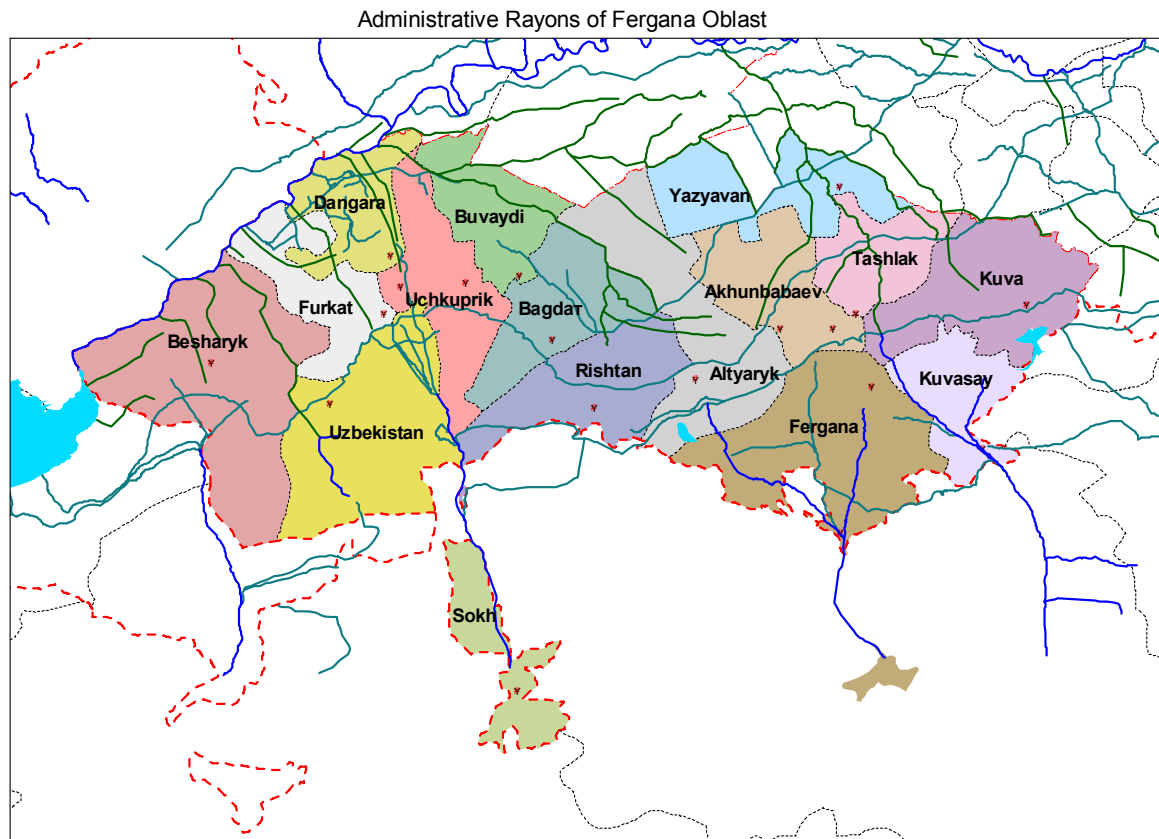 Administrative Rayons of Fergana Oblast
Yazyavan
Dangara
Buvaydi
Tashlak
Kuva
Akhunbabaev
Uchkuprik
Furkat
Bagdaт
Besharyk
Rishtan
Altyaryk
Kuvasay
Uzbekistan
Fergana
Sokh